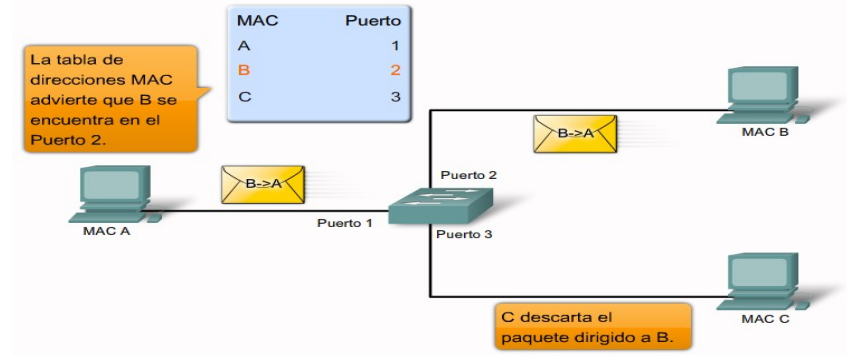 MAC Puerto
A 1
B 2
C 3
La tabla de
direcciones MAC
advierte que B se
encuentra en el
Puerto 2.
B->A
MAC B
B->A
Puerto 2
MAC A
Puerto 1
Puerto 3
C descarta el
paquete dirigido a B.
MAC C